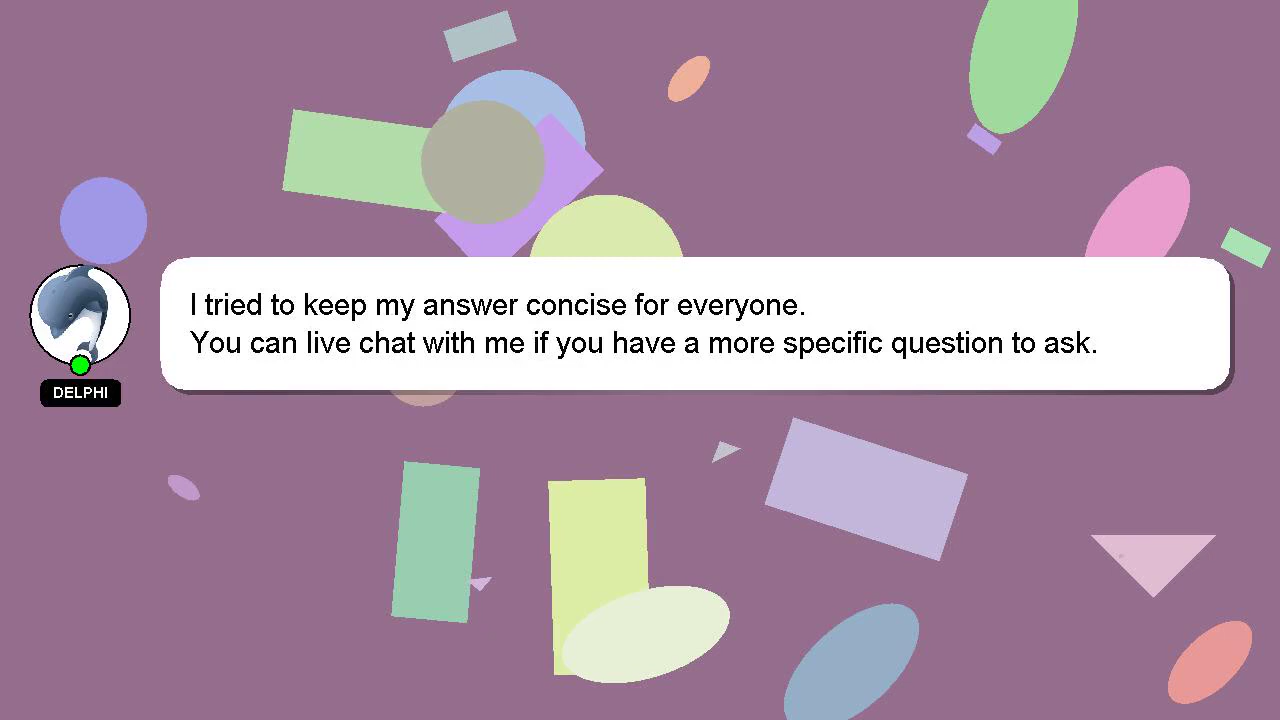 I tried to keep my answer concise for everyone.
You can live chat with me if you have a more specific question to ask.
DELPHI